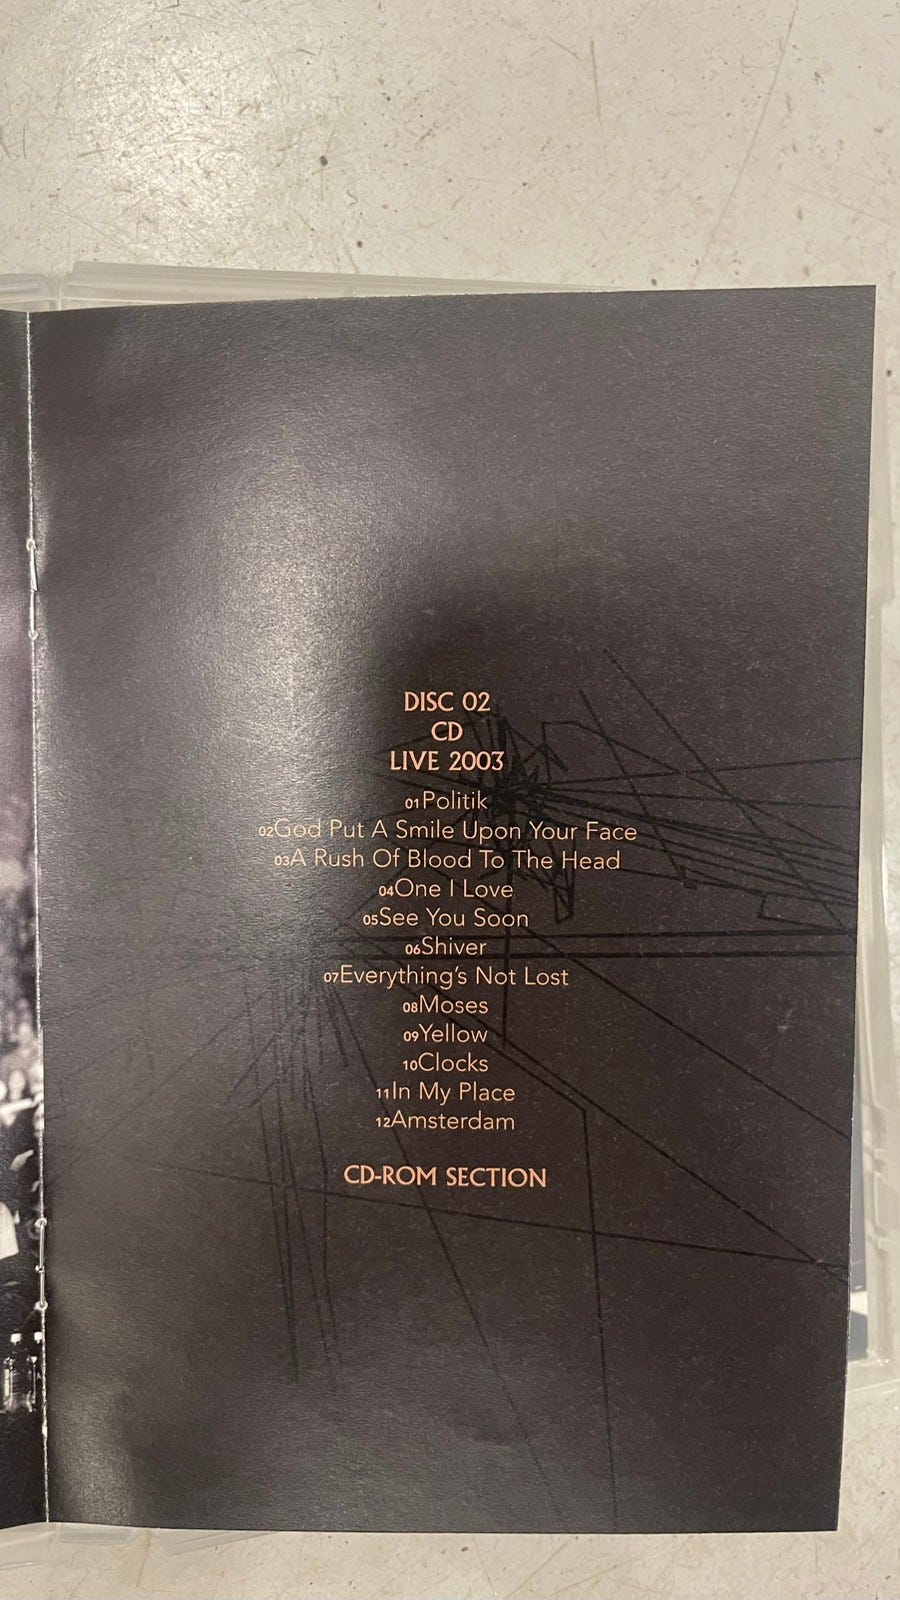 DISC 02
CD
LIVE 2003
01Politik
02God Put A Smile Upon Your Face
03A Rush Of Blood To The Head
04One I Love
05See You Soon
06Shiver
07Everything's Not Lost
08Moses
09Yellow
10Clocks
11In My Place
12Amsterdam
CD-ROM SECTION